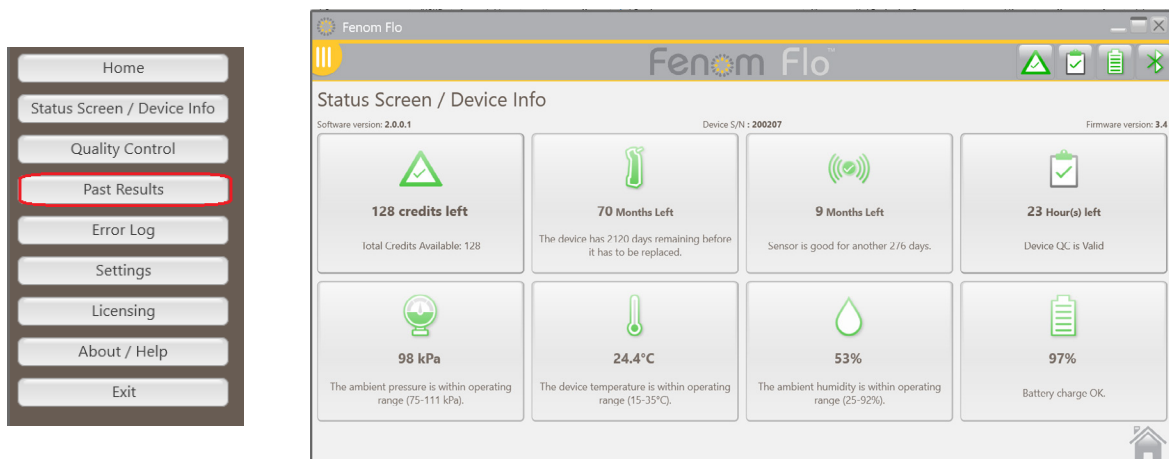 Home
Status Screen / Device Info
Quality Control
Past Results
Error Log
Settings
Licensing
About / Help
Exit
Fenom Flo
Fenom Flo™
Status Screen / Device Info
Software version: 2.0.0.1
Device S/N : 200207
Firmware version: 3.4
128 credits left
Total Credits Available: 128
70 Months Left
The device has 2120 days remaining before
it has to be replaced.
9 Months Left
Sensor is good for another 276 days.
23 Hour(s) left
Device QC is Valid
98 kPa
The ambient pressure is within operating
range (75-111 kPa).
24.4°C
The device temperature is within operating
range (15-35°C).
53%
The ambient humidity is within operating
range (25-92%).
97%
Battery charge OK.